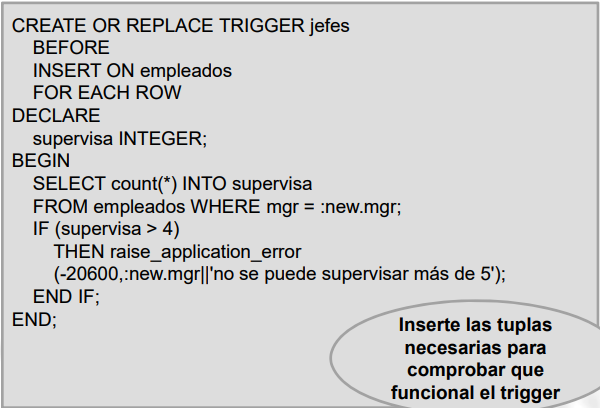 CREATE OR REPLACE TRIGGER jefes
BEFORE
INSERT ON empleados
FOR EACH ROW
DECLARE
supervisa INTEGER;
BEGIN
SELECT count(*) INTO supervisa
FROM empleados WHERE mgr = :new.mgr;
IF (supervisa > 4)
THEN raise_application_error
(-20600,:new.mgr||'no se puede supervisar más de 5');
END IF;
END;
Inserte las tuplas
necesarias para
comprobar que
funcional el trigger